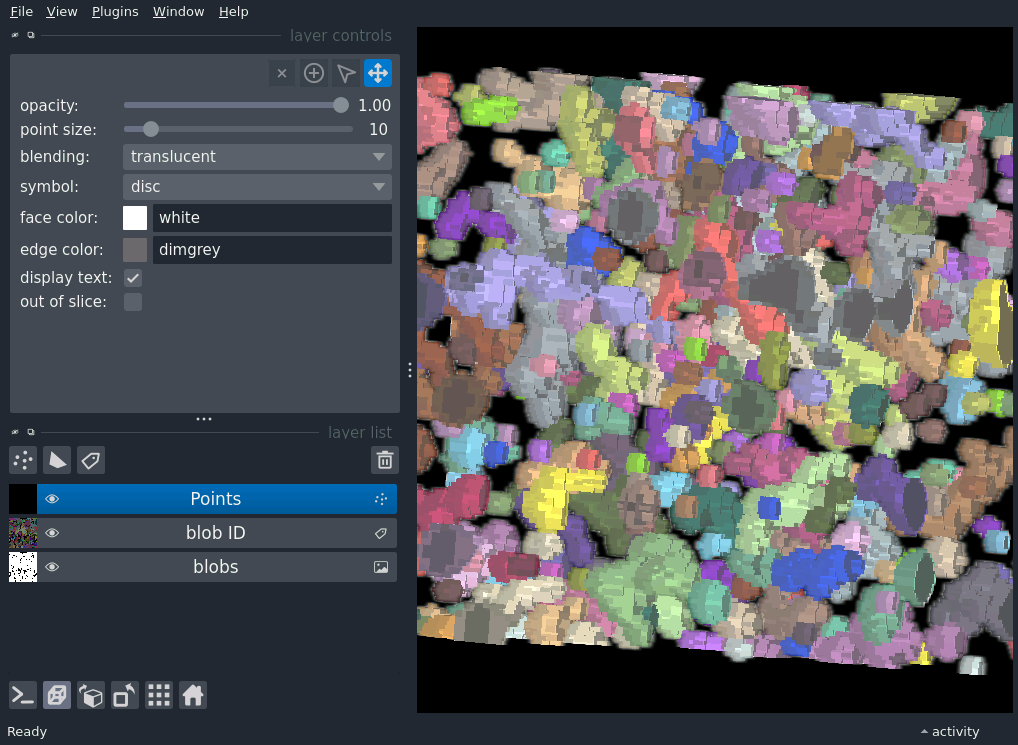 File View Plugins Window Help
layer controls
opacity: 1.00
point size: 10
blending: translucent
symbol: disc
face color: white
edge color: dimgrey
display text:
out of slice:
layer list
Points
blob ID
blobs
Ready activity